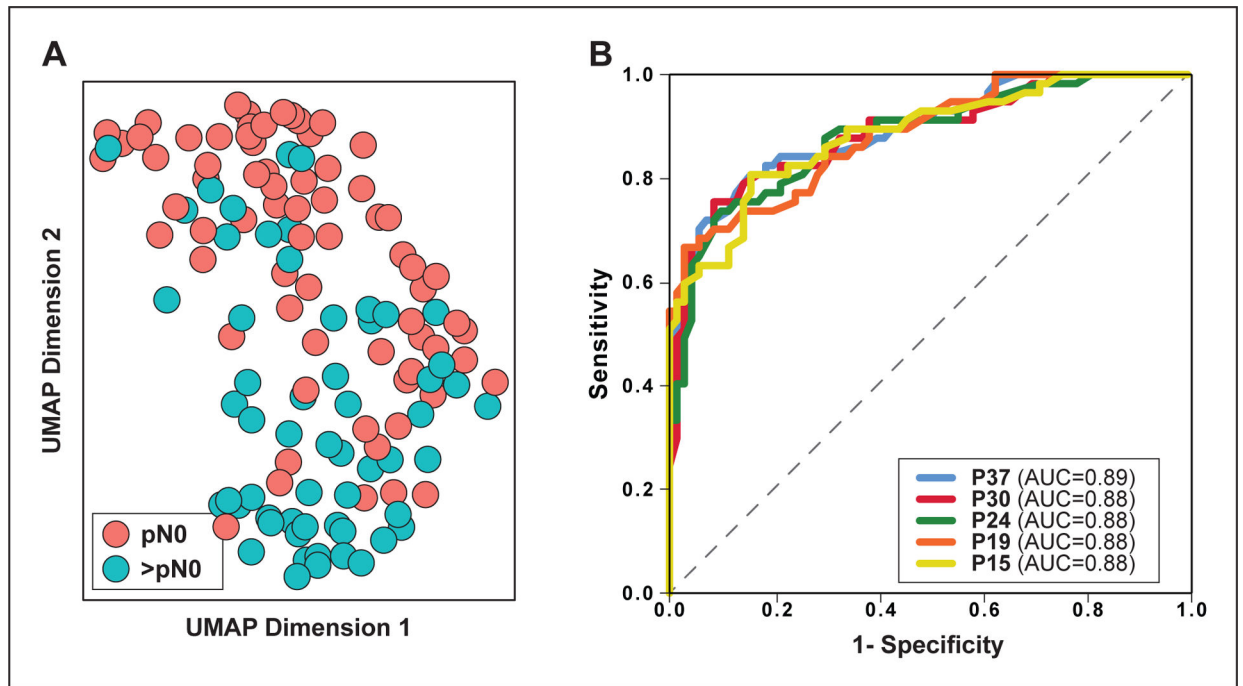 A
UMAP Dimension 2
pN0
>pN0
UMAP Dimension 1
B
Sensitivity
1.0
0.8
0.6
0.4
0.2
0.0
P37 (AUC=0.89)
P30 (AUC=0.88)
P24 (AUC=0.88)
P19 (AUC=0.88)
P15 (AUC=0.88)
0.0 0.2 0.4 0.6 0.8 1.0
1- Specificity